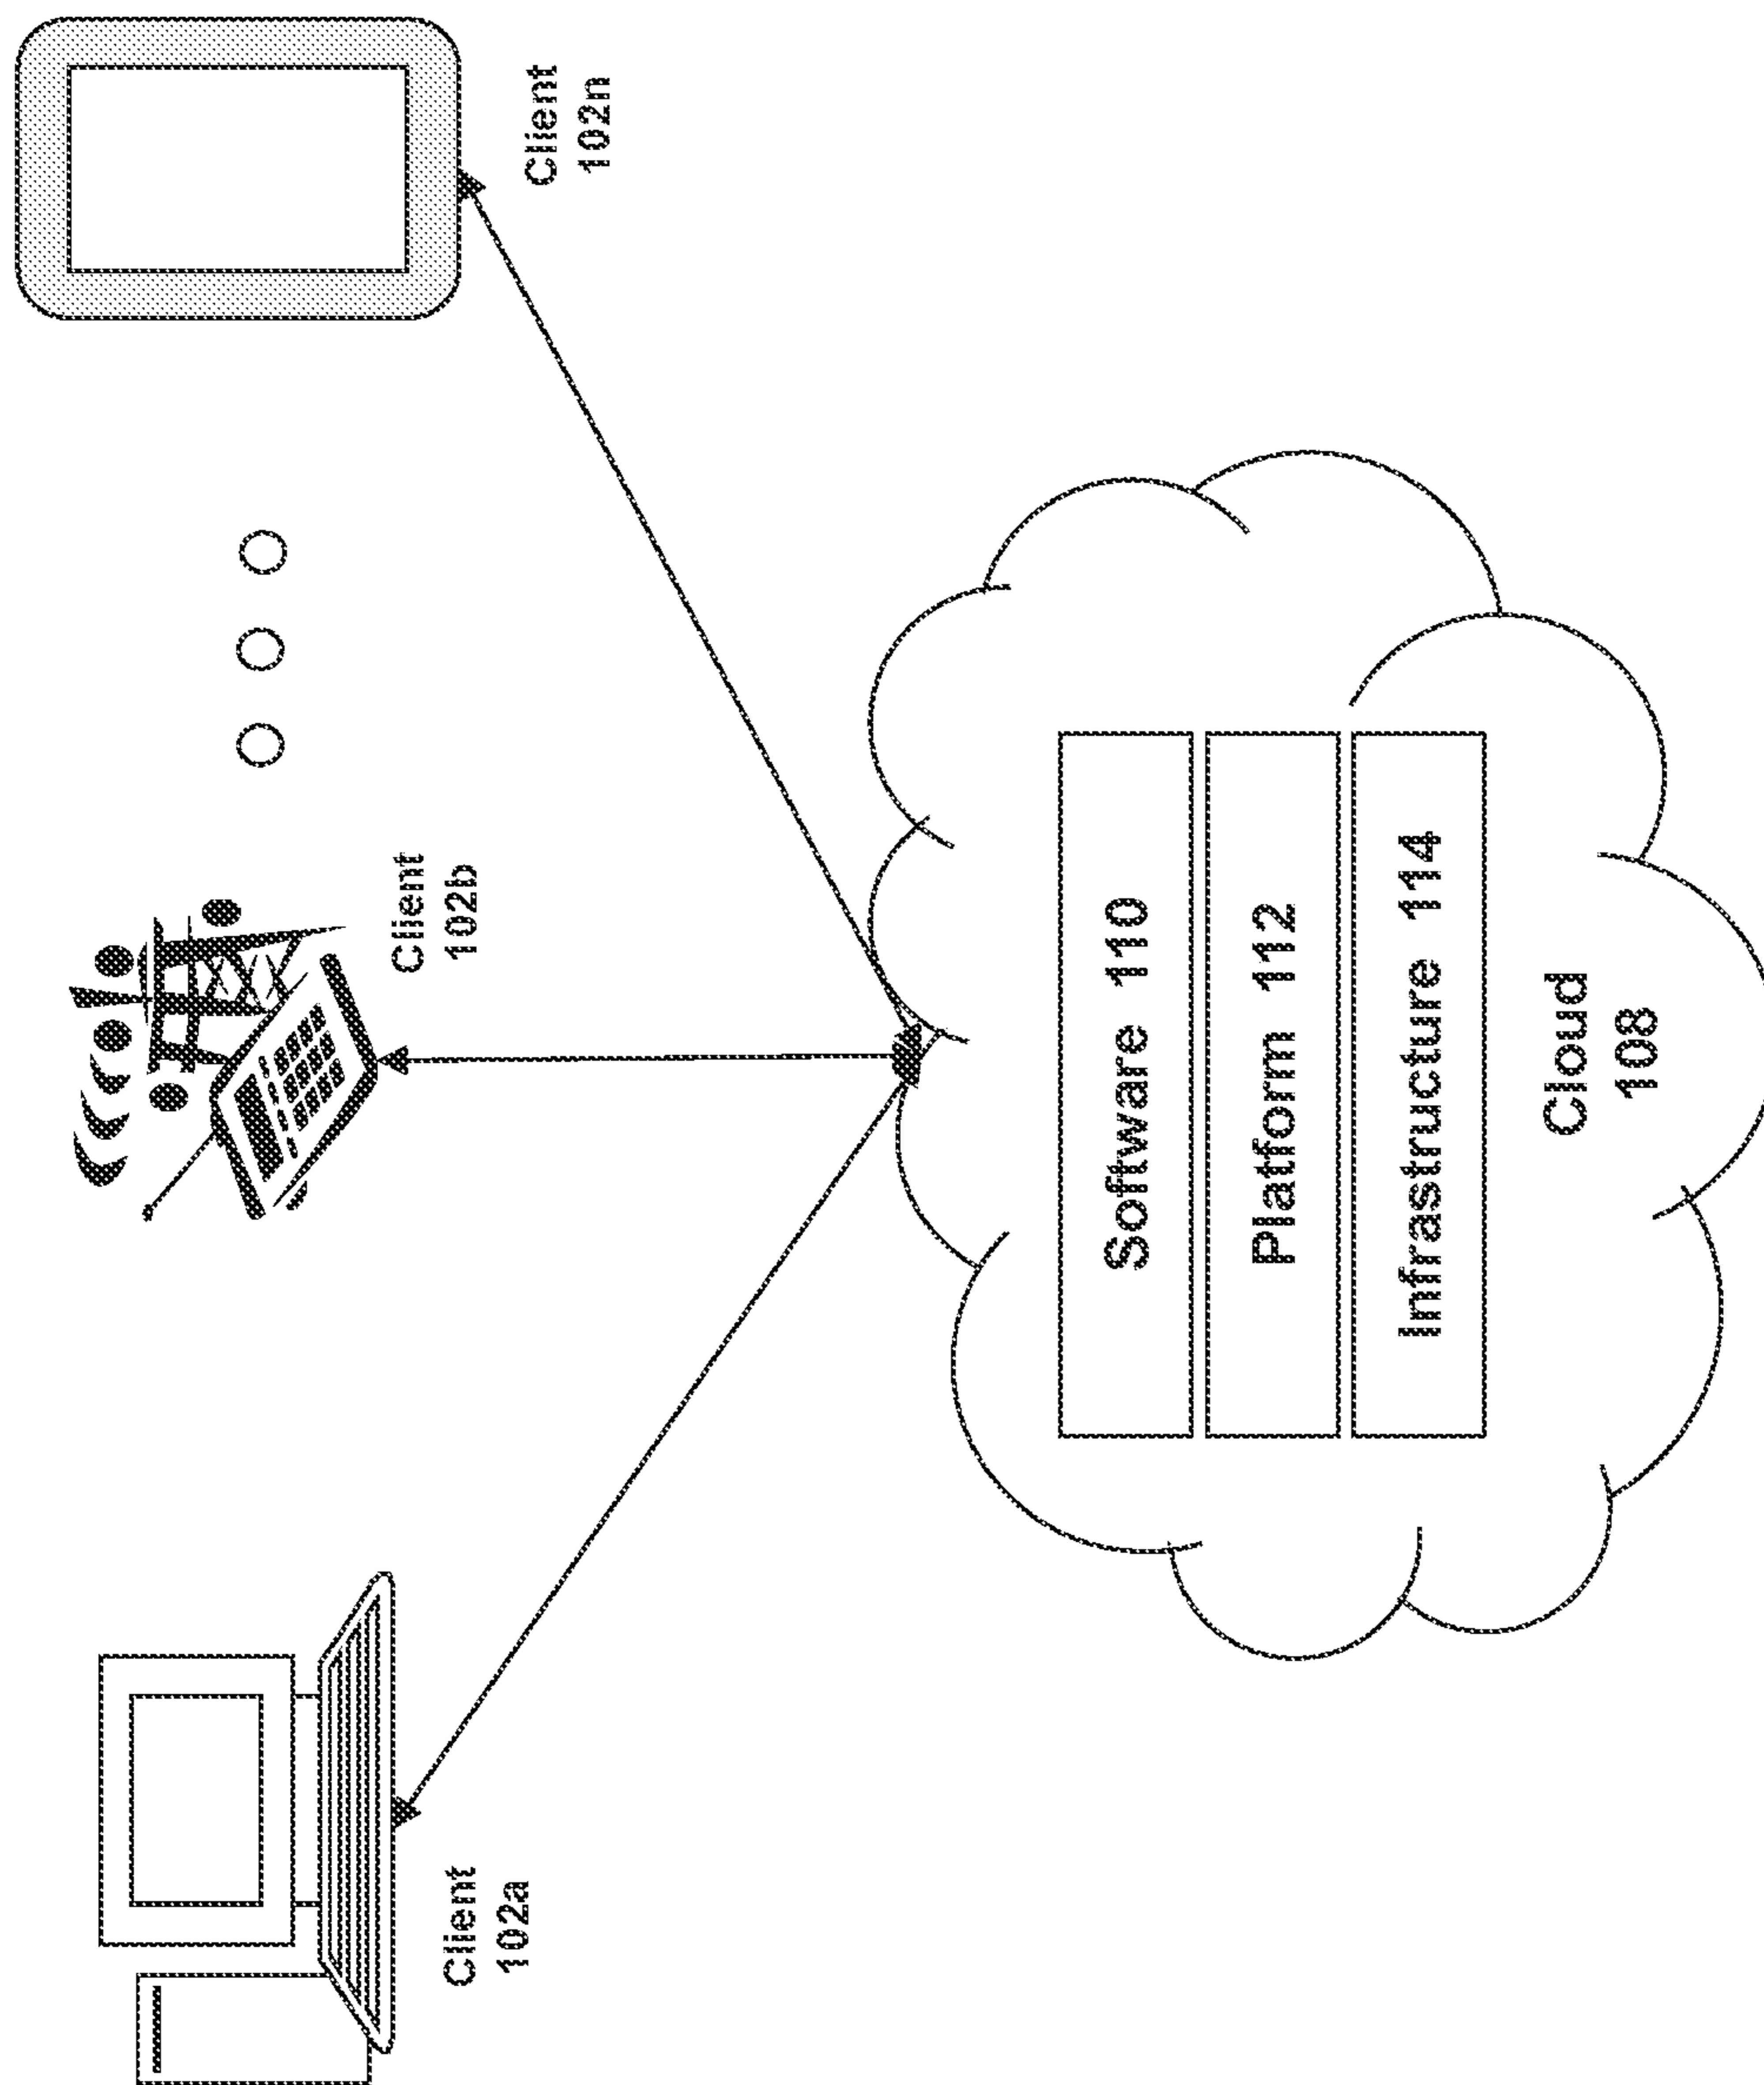 Client
102a
Client
102b
Client
102n
Software 110
Platform 112
Infrastructure 114
Cloud
108